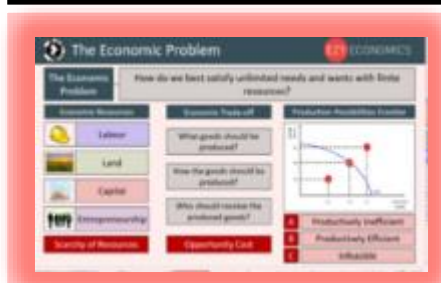 The Economic Problem
EZY ECONOMICS
The Economic
Problem
How do we best satisfy unlimited needs and wants with finite
resources?
Economic Resources
Economic Trade-off
Production Possibilities Frontier
Labour
Land
Capital
Entrepreneurship
What goods should be
produced?
How the goods should be
produced?
Who should receive the
produced goods?
A Productively Inefficient
B Productively Efficient
C Infeasible
Scarcity of Resources
Opportunity Cost